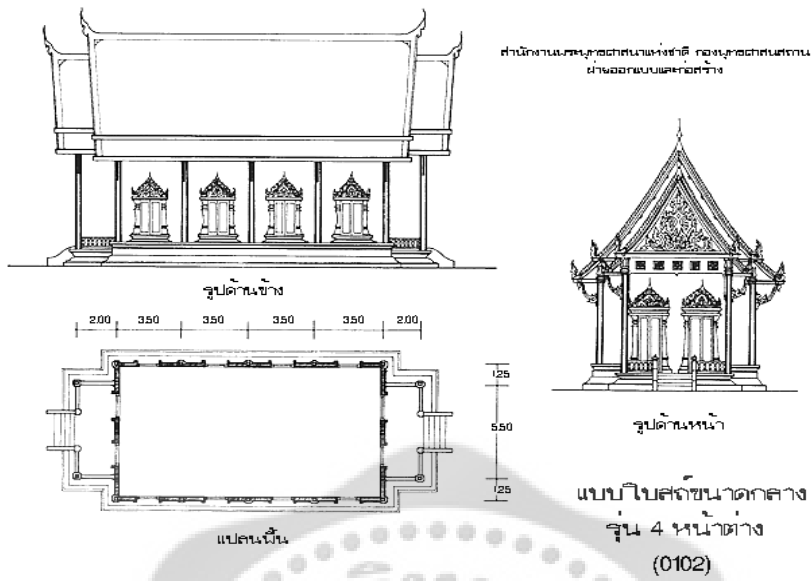 สำนักงานพระพุทธศาสนาแห่งชาติ กองพุทธศาสนสถาน
ฝ่ายออกแบบและก่อสร้าง
รูปด้านข้าง
2.00 3.50 3.50 3.50 3.50 2.00
1.25
5.50
1.25
แปลนพื้น
รูปด้านหน้า
แบบโบสถ์ขนาดกลาง
รุ่น 4 หน้าต่าง
(0102)